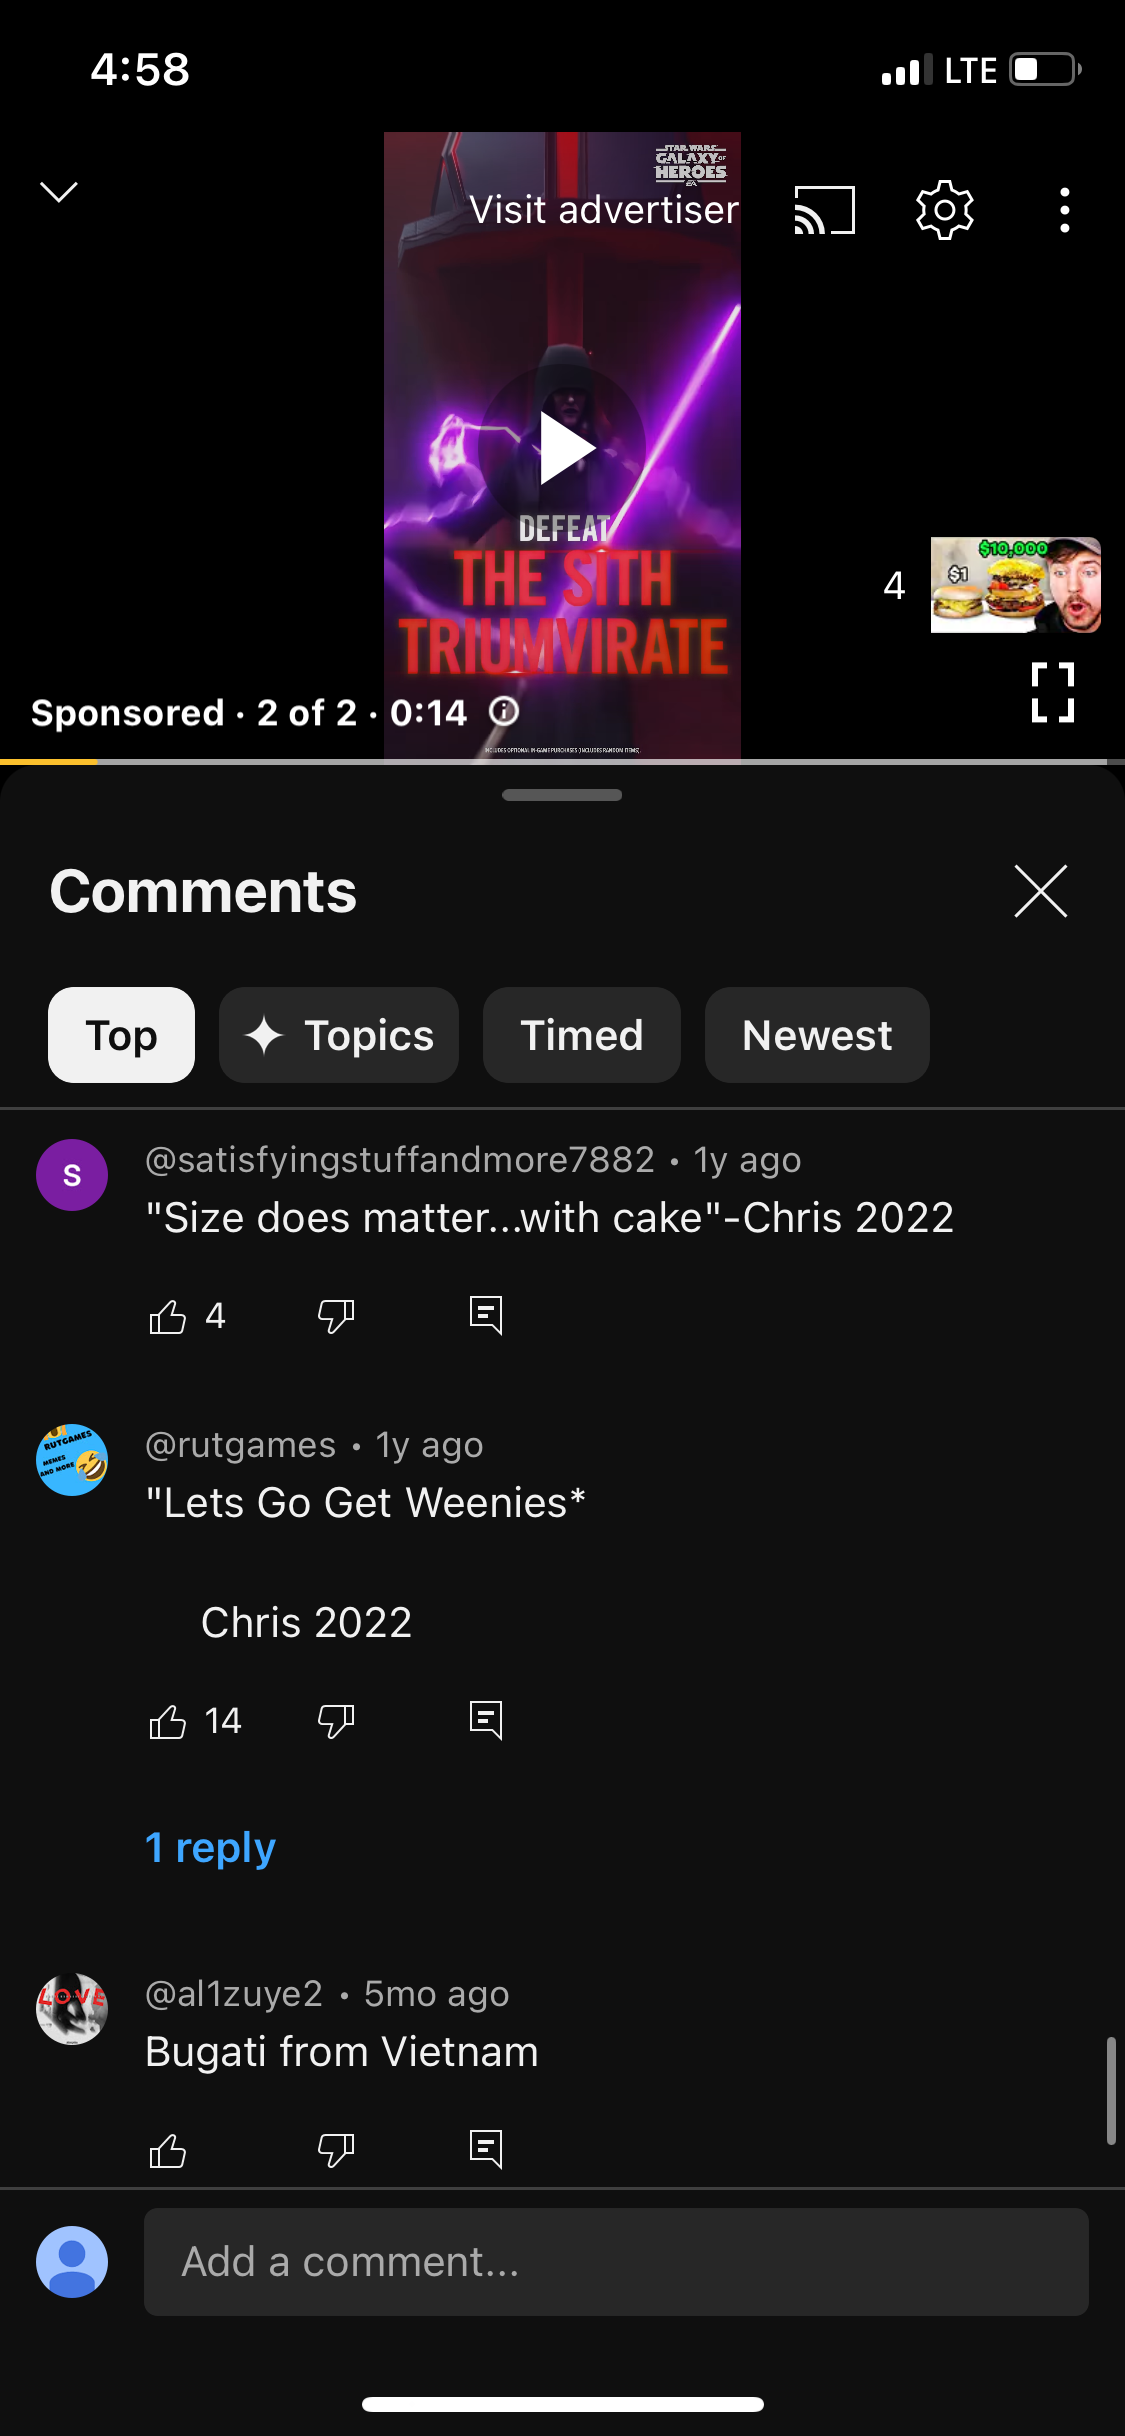 4:58
LTE
STAR WARS
GALAXY OF
HEROES
EA
Visit advertiser
DEFEAT
THE SITH
TRIUMVIRATE
4
$10,000
$1
Sponsored · 2 of 2 · 0:14
INCLUDES OPTIONAL IN-GAME PURCHASES (INCLUDES RANDOM ITEMS).
Comments
Top
Topics
Timed
Newest
S
@satisfyingstuffandmore7882 · 1y ago
"Size does matter...with cake"-Chris 2022
4
RUTGAMES
MEMES
AND MORE
@rutgames · 1y ago
"Lets Go Get Weenies*
Chris 2022
14
1 reply
LOVE
@al1zuye2 · 5mo ago
Bugati from Vietnam
Add a comment...